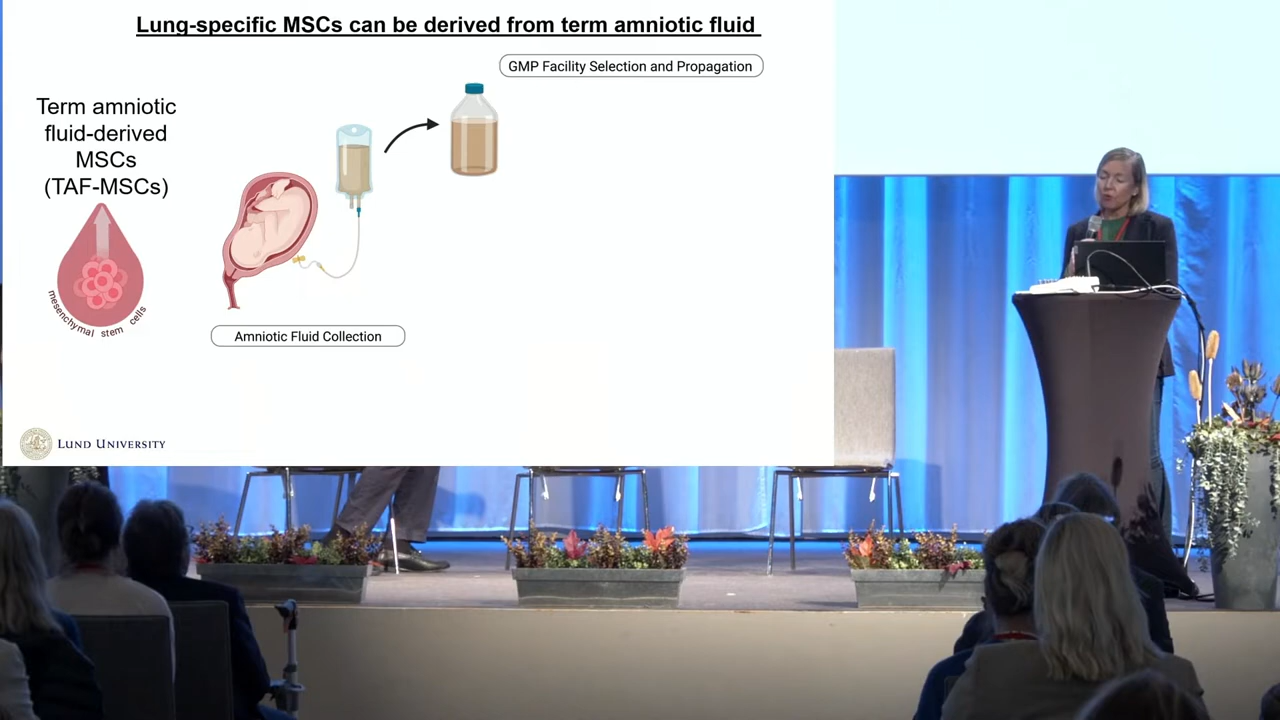 Lung-specific MSCs can be derived from term amniotic fluid
GMP Facility Selection and Propagation
Term amniotic
fluid-derived
MSCs
(TAF-MSCs)
mesenchymal stem cells
Amniotic Fluid Collection
LUND UNIVERSITY